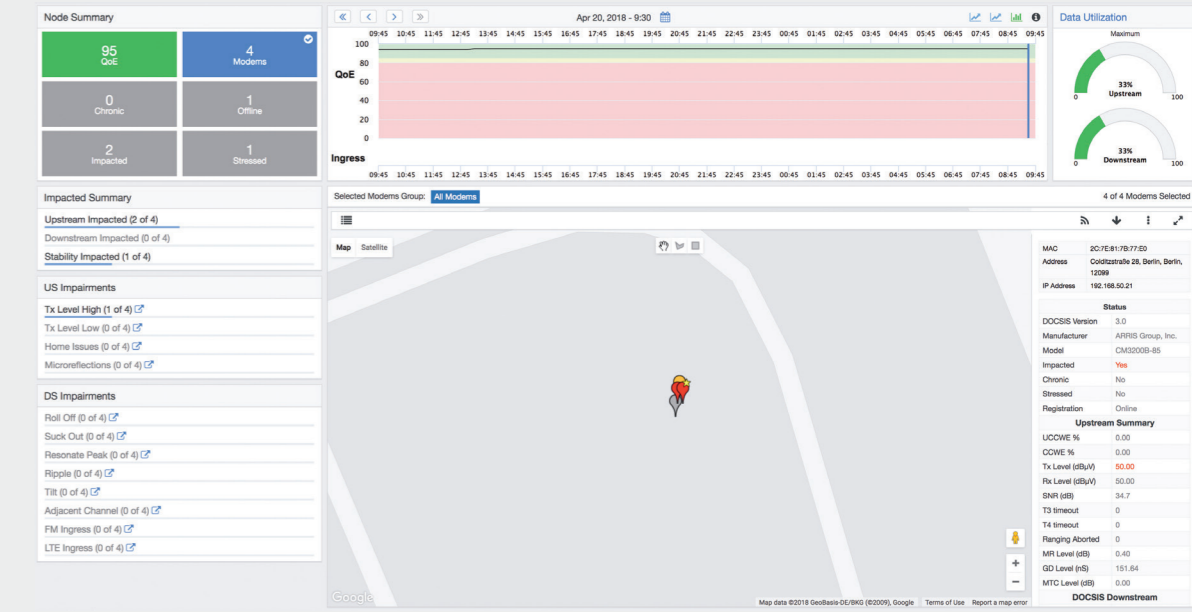 Node Summary
95
QoE
4
Modems
0
Chronic
1
Offline
2
Impacted
1
Stressed
Impacted Summary
Upstream Impacted (2 of 4)
Downstream Impacted (0 of 4)
Stability Impacted (1 of 4)
US Impairments
Tx Level High (1 of 4)
Tx Level Low (0 of 4)
Home Issues (0 of 4)
Microreflections (0 of 4)
DS Impairments
Roll Off (0 of 4)
Suck Out (0 of 4)
Resonate Peak (0 of 4)
Ripple (0 of 4)
Tilt (0 of 4)
Adjacent Channel (0 of 4)
FM Ingress (0 of 4)
LTE Ingress (0 of 4)
Apr 20, 2018 - 9:30
09:45 10:45 11:45 12:45 13:45 14:45 15:45 16:45 17:45 18:45 19:45 20:45 21:45 22:45 23:45 00:45 01:45 02:45 03:45 04:45 05:45 06:45 07:45 08:45 09:45
100
80
QoE
60
40
20
0
Ingress
09:45 10:45 11:45 12:45 13:45 14:45 15:45 16:45 17:45 18:45 19:45 20:45 21:45 22:45 23:45 00:45 01:45 02:45 03:45 04:45 05:45 06:45 07:45 08:45 09:45
Data Utilization
Maximum
33%
Upstream
0 100
33%
Downstream
0 100
Selected Modems Group: All Modems
4 of 4 Modems Selected
Map Satellite
Google
Map data ©2018 GeoBasis-DE/BKG (©2009), Google Terms of Use Report a map error
MAC 2C:7E:81:7B:77:E0
Address Colditzstraße 28, Berlin, Berlin,
12099
IP Address 192.168.50.21
Status
DOCSIS Version 3.0
Manufacturer ARRIS Group, Inc.
Model CM3200B-85
Impacted Yes
Chronic No
Stressed No
Registration Online
Upstream Summary
UCCWE % 0.00
CCWE % 0.00
Tx Level (dBµV) 50.00
Rx Level (dBµV) 50.00
SNR (dB) 34.7
T3 timeout 0
T4 timeout 0
Ranging Aborted 0
MR Level (dB) 0.40
GD Level (nS) 151.64
MTC Level (dB) 0.00
DOCSIS Downstream